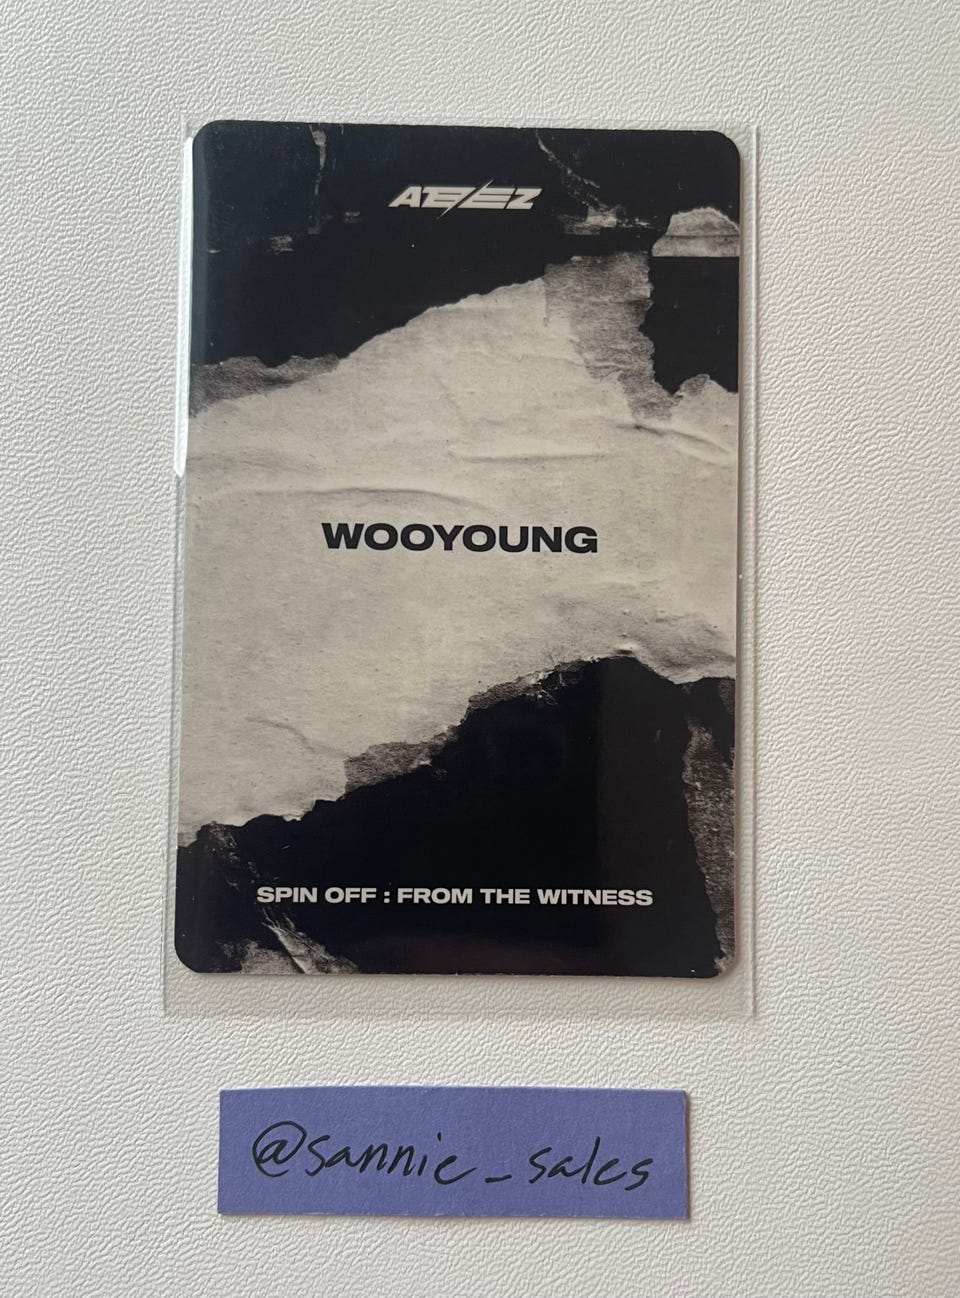 ATEEZ
WOOYOUNG
SPIN OFF : FROM THE WITNESS
@sannie_sales